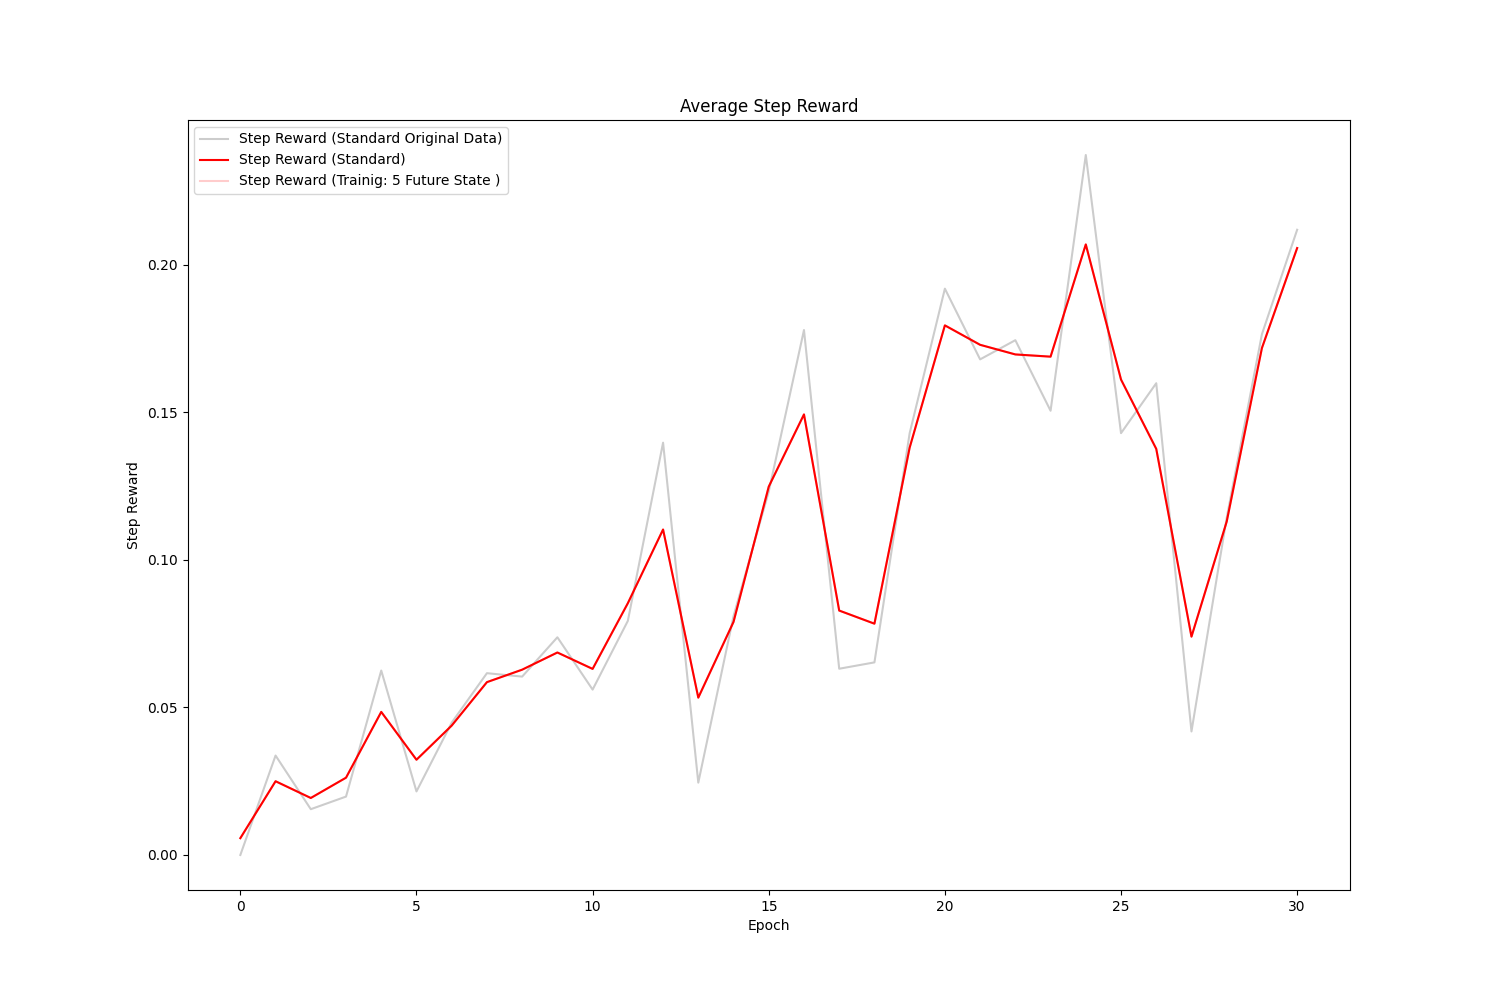 Average Step Reward
Step Reward (Standard Original Data)
Step Reward (Standard)
Step Reward (Trainig: 5 Future State )
0.20
0.15
0.10
0.05
0.00
Step Reward
0 5 10 15 20 25 30
Epoch